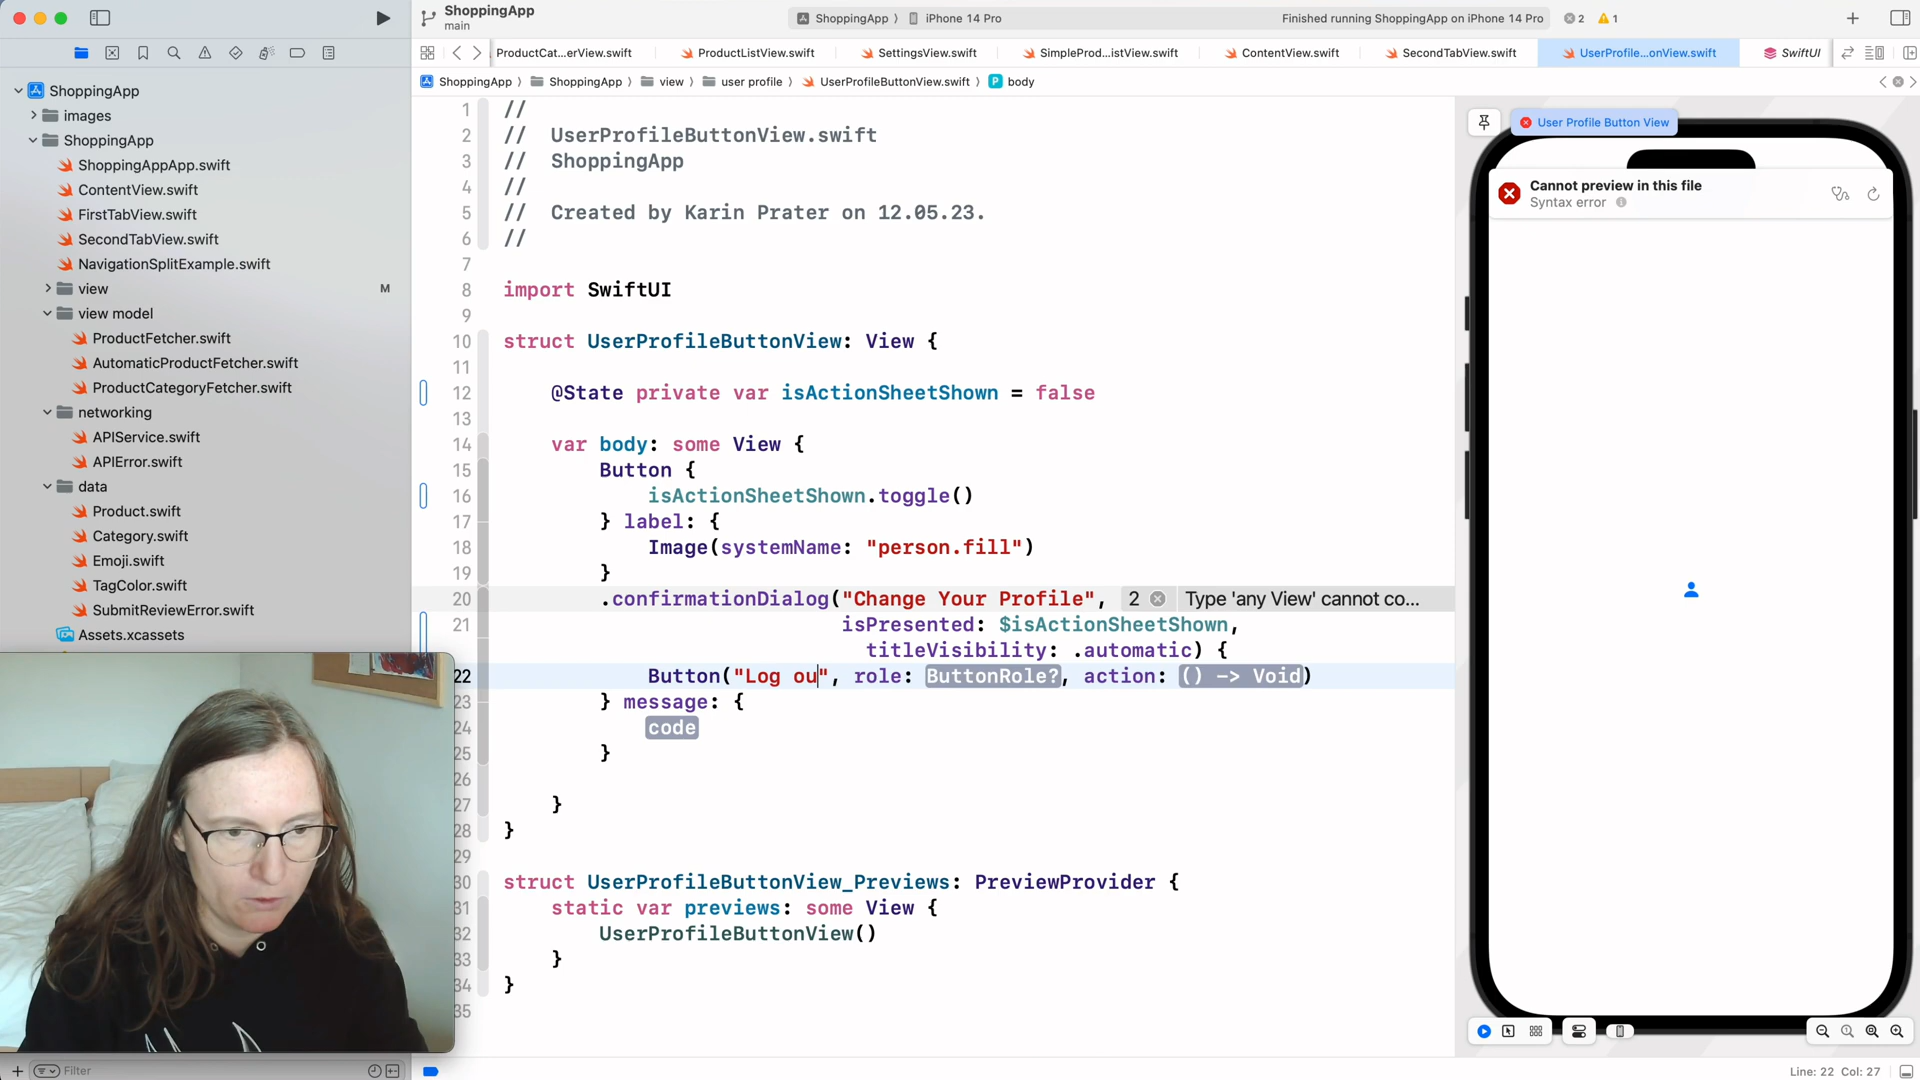 ShoppingApp
main
ShoppingApp
iPhone 14 Pro
Finished running ShoppingApp on iPhone 14 Pro
2
1
ProductCat...erView.swift
ProductListView.swift
SettingsView.swift
SimpleProd...istView.swift
ContentView.swift
SecondTabView.swift
UserProfile...onView.swift
SwiftUI
ShoppingApp
ShoppingApp
view
user profile
UserProfileButtonView.swift
P body
ShoppingApp
images
ShoppingApp
ShoppingAppApp.swift
ContentView.swift
FirstTabView.swift
SecondTabView.swift
NavigationSplitExample.swift
view M
view model
ProductFetcher.swift
AutomaticProductFetcher.swift
ProductCategoryFetcher.swift
networking
APIService.swift
APIError.swift
data
Product.swift
Category.swift
Emoji.swift
TagColor.swift
SubmitReviewError.swift
Assets.xcassets
Filter
1 //
2 // UserProfileButtonView.swift
3 // ShoppingApp
4 //
5 // Created by Karin Prater on 12.05.23.
6 //
7
8 import SwiftUI
9
10 struct UserProfileButtonView: View {
11
12 @State private var isActionSheetShown = false
13
14 var body: some View {
15 Button {
16 isActionSheetShown.toggle()
17 } label: {
18 Image(systemName: "person.fill")
19 }
20 .confirmationDialog("Change Your Profile", 2 Type 'any View' cannot co...
21 isPresented: $isActionSheetShown,
titleVisibility: .automatic) {
22 Button("Log ou", role: ButtonRole?, action: () -> Void)
23 } message: {
24 code
25 }
26
27 }
28 }
29
30 struct UserProfileButtonView_Previews: PreviewProvider {
31 static var previews: some View {
32 UserProfileButtonView()
33 }
34 }
35
User Profile Button View
Cannot preview in this file
Syntax error
Line: 22 Col: 27